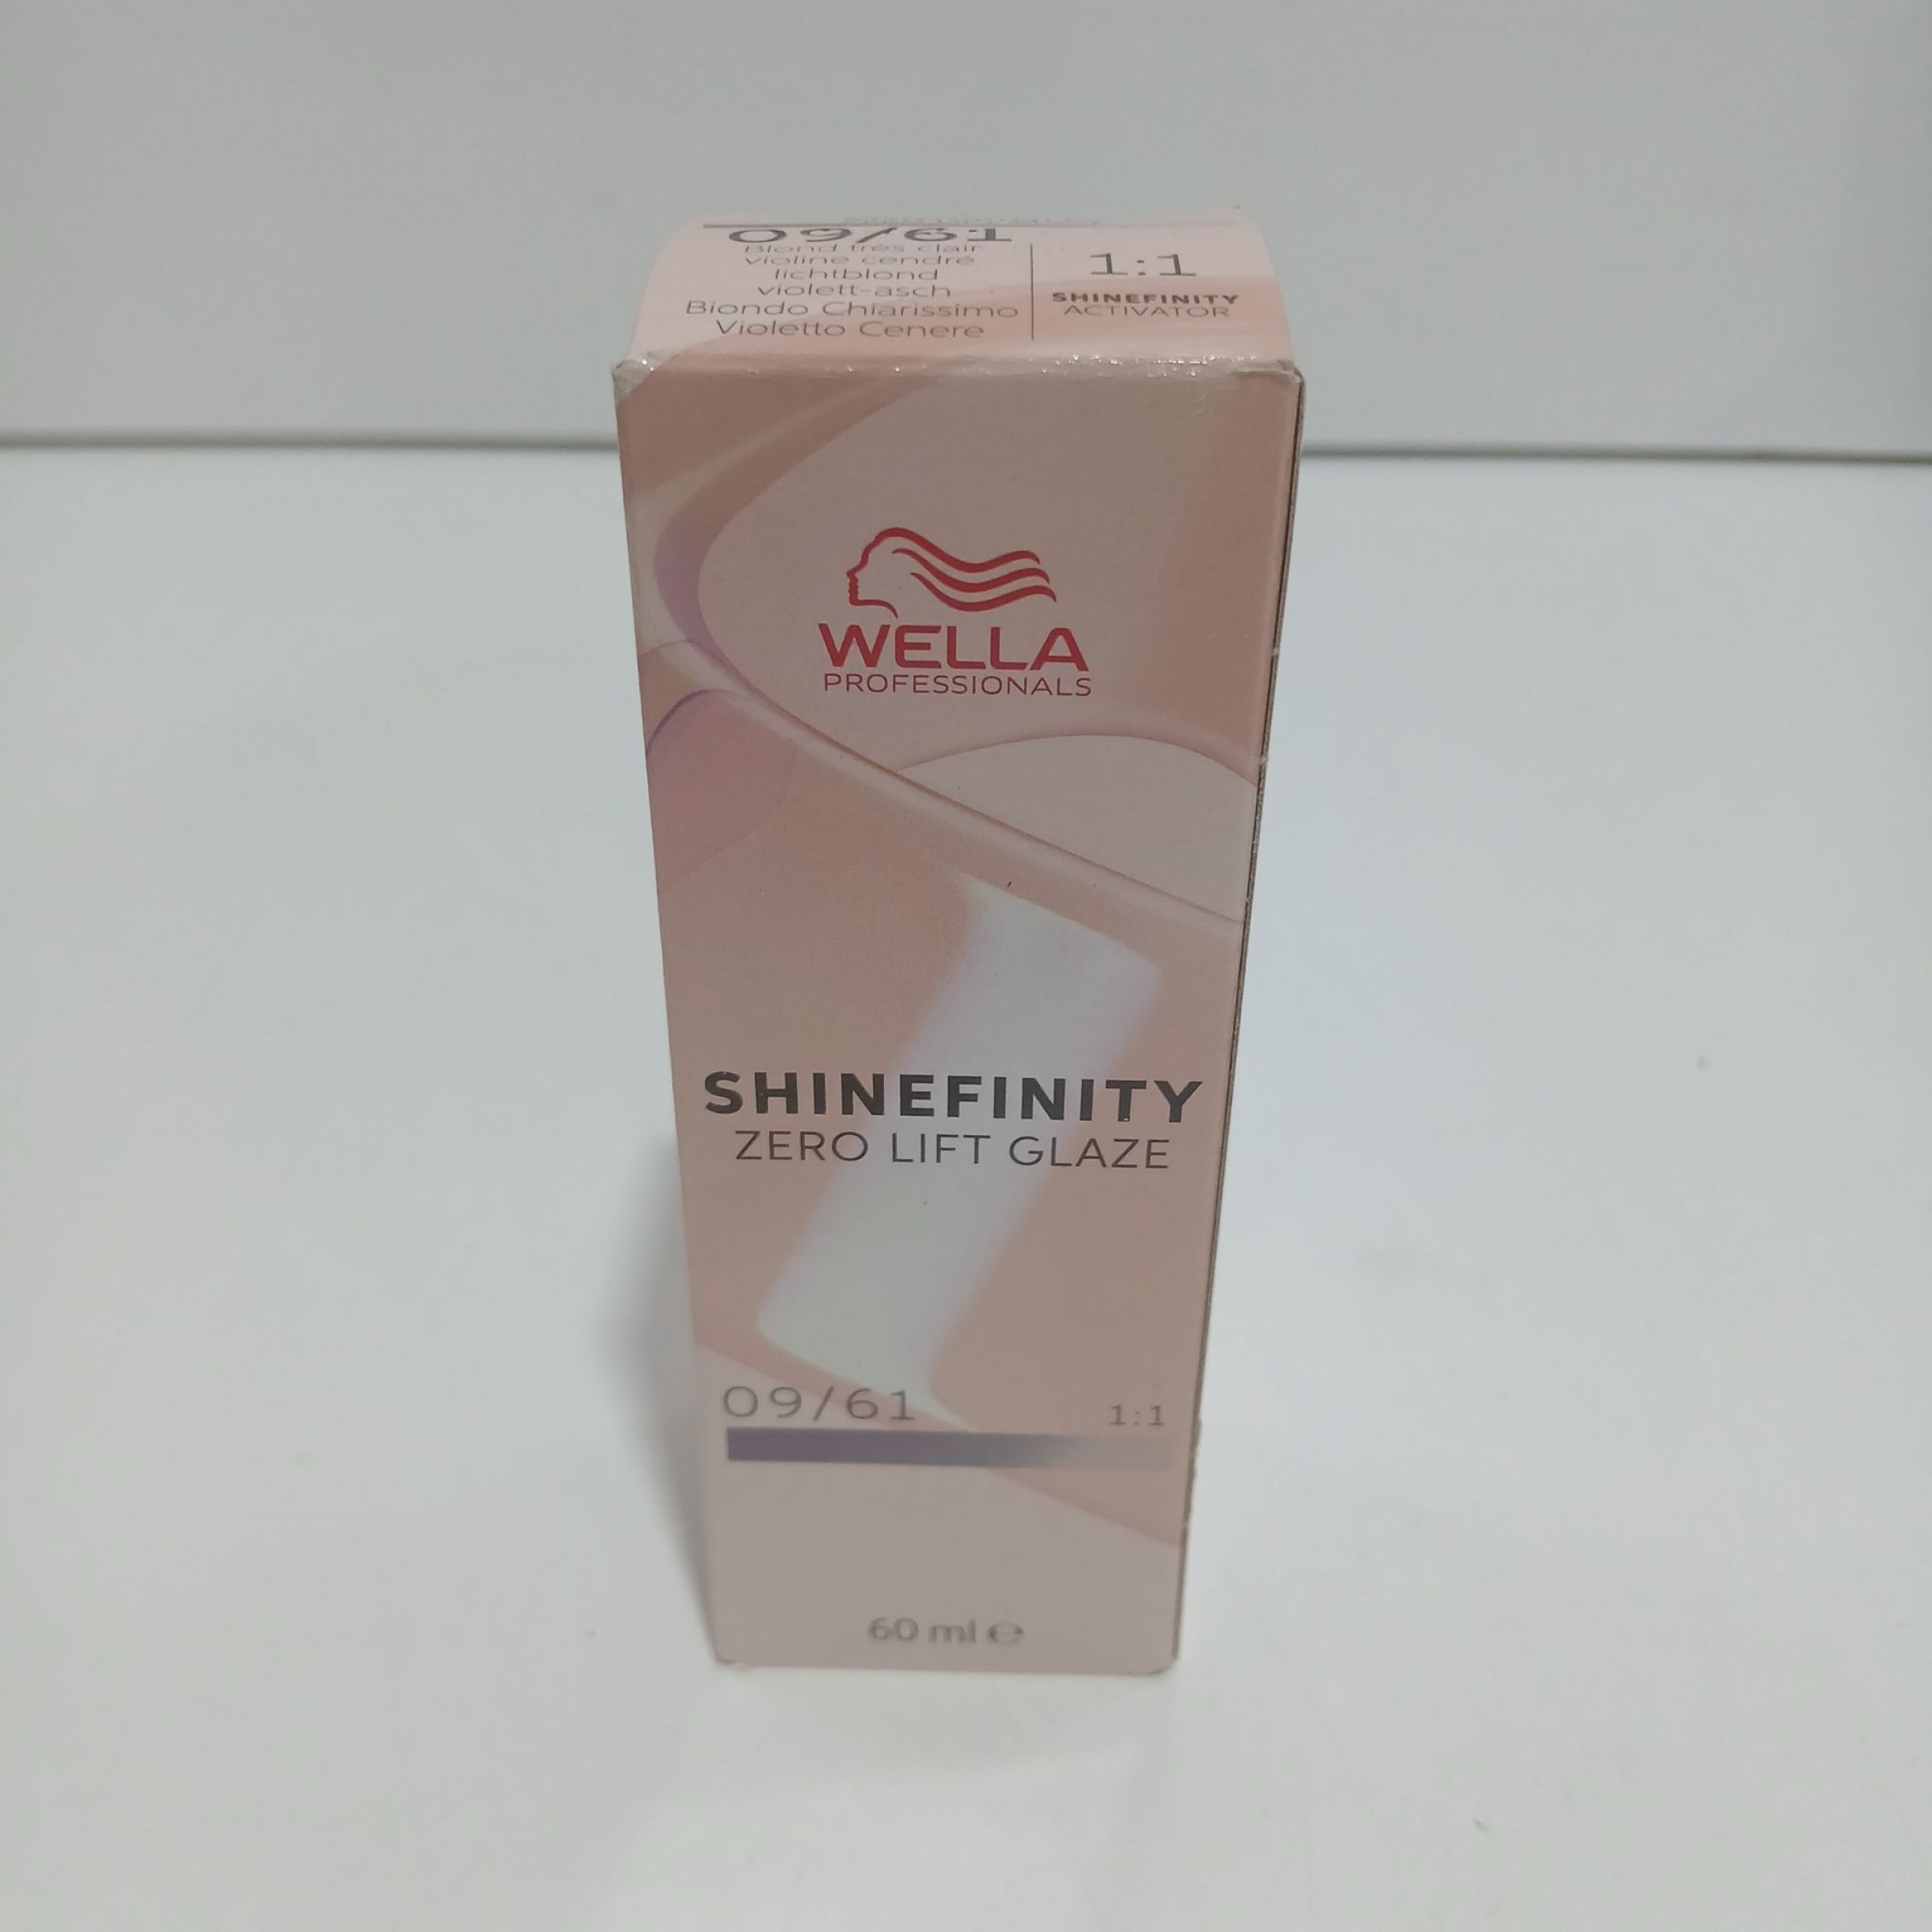 09/61
Blond très clair
violine cendré
lichtblond
violett-asch
Biondo Chiarissimo
Violetto Cenere
1:1
SHINEFINITY
ACTIVATOR
WELLA
PROFESSIONALS
SHINEFINITY
ZERO LIFT GLAZE
09/61
1:1
60 ml ℮